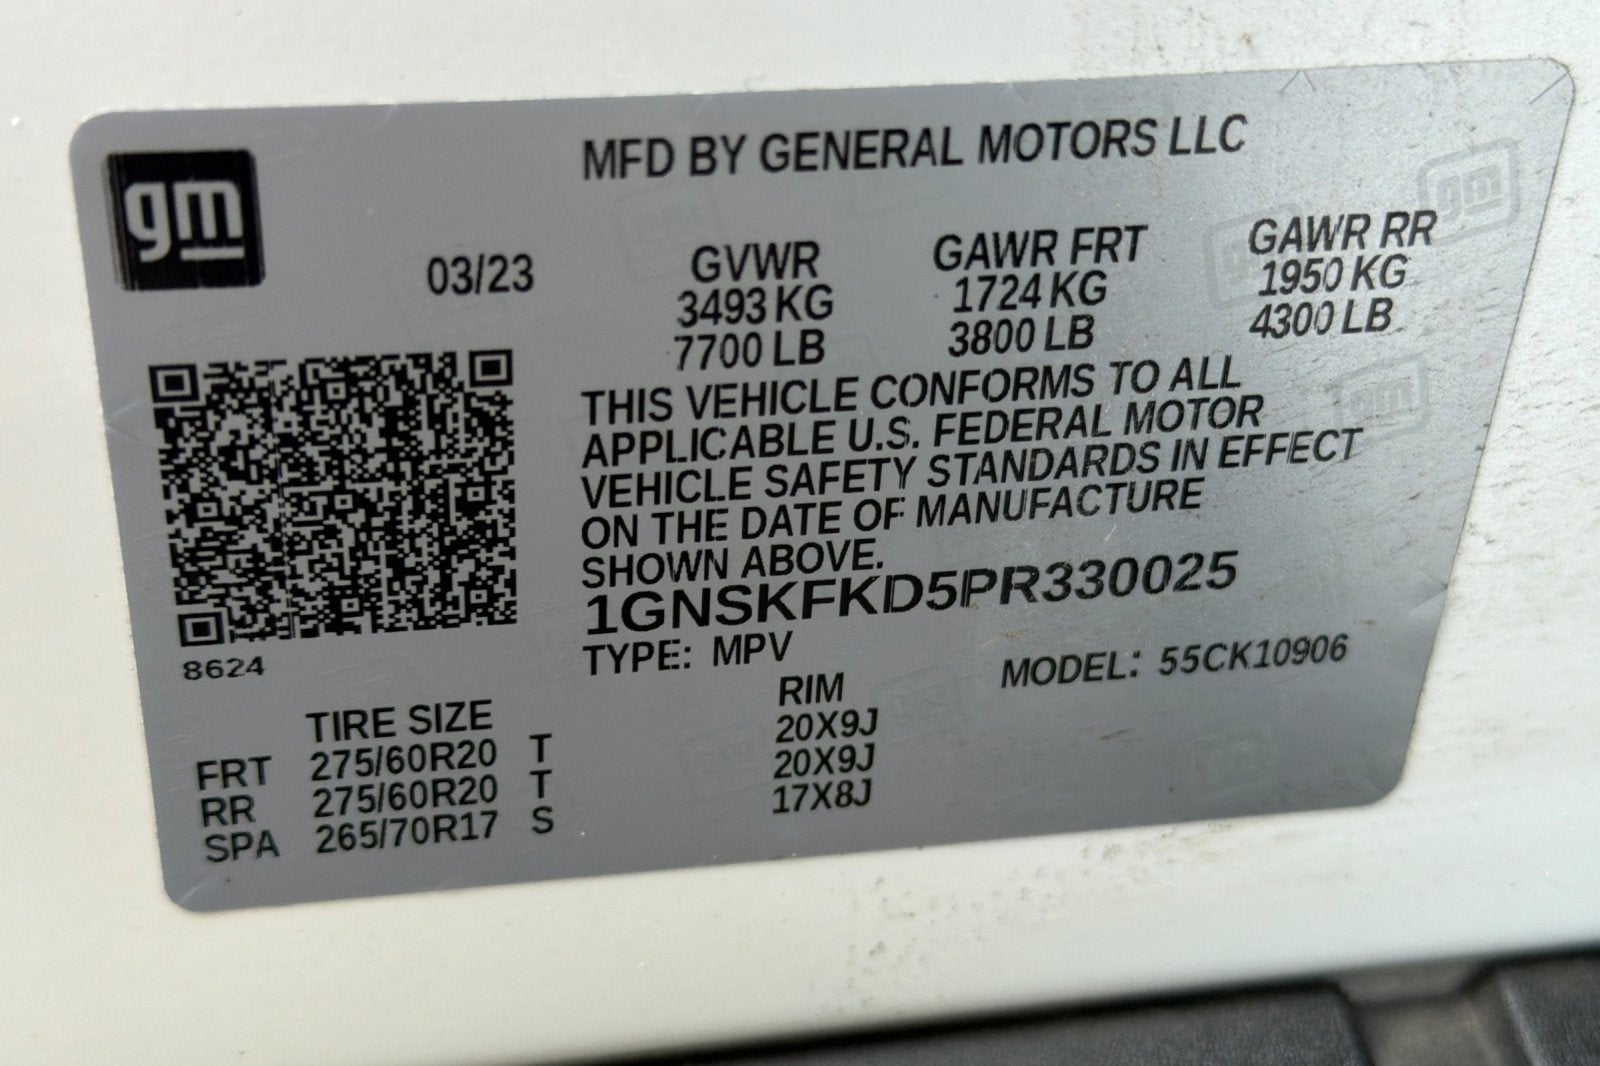 gm
MFD BY GENERAL MOTORS LLC
03/23 GVWR GAWR FRT GAWR RR
3493 KG 1724 KG 1950 KG
7700 LB 3800 LB 4300 LB
THIS VEHICLE CONFORMS TO ALL
APPLICABLE U.S. FEDERAL MOTOR
VEHICLE SAFETY STANDARDS IN EFFECT
ON THE DATE OF MANUFACTURE
SHOWN ABOVE.
1GNSKFKD5PR330025
8624
TYPE: MPV MODEL: 55CK10906
TIRE SIZE RIM
FRT 275/60R20 T 20X9J
RR 275/60R20 T 20X9J
SPA 265/70R17 S 17X8J